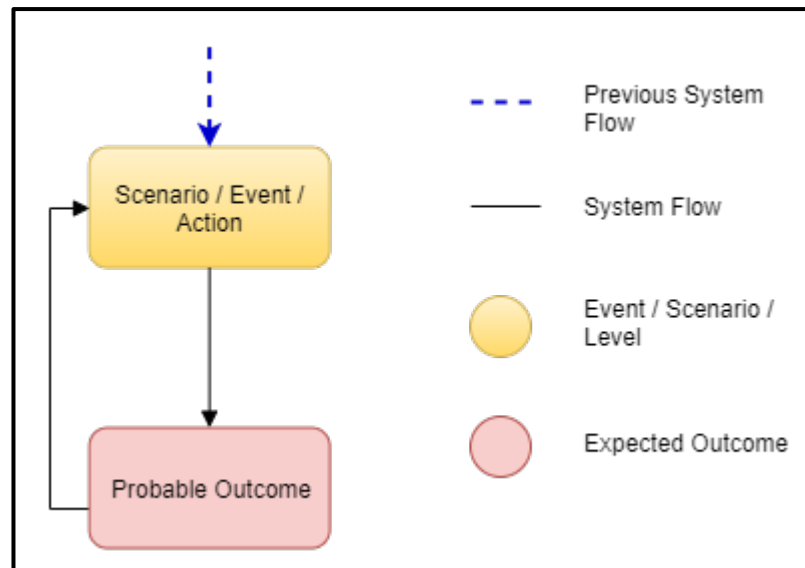 Scenario / Event /
Action
Probable Outcome
Previous System
Flow
System Flow
Event / Scenario /
Level
Expected Outcome